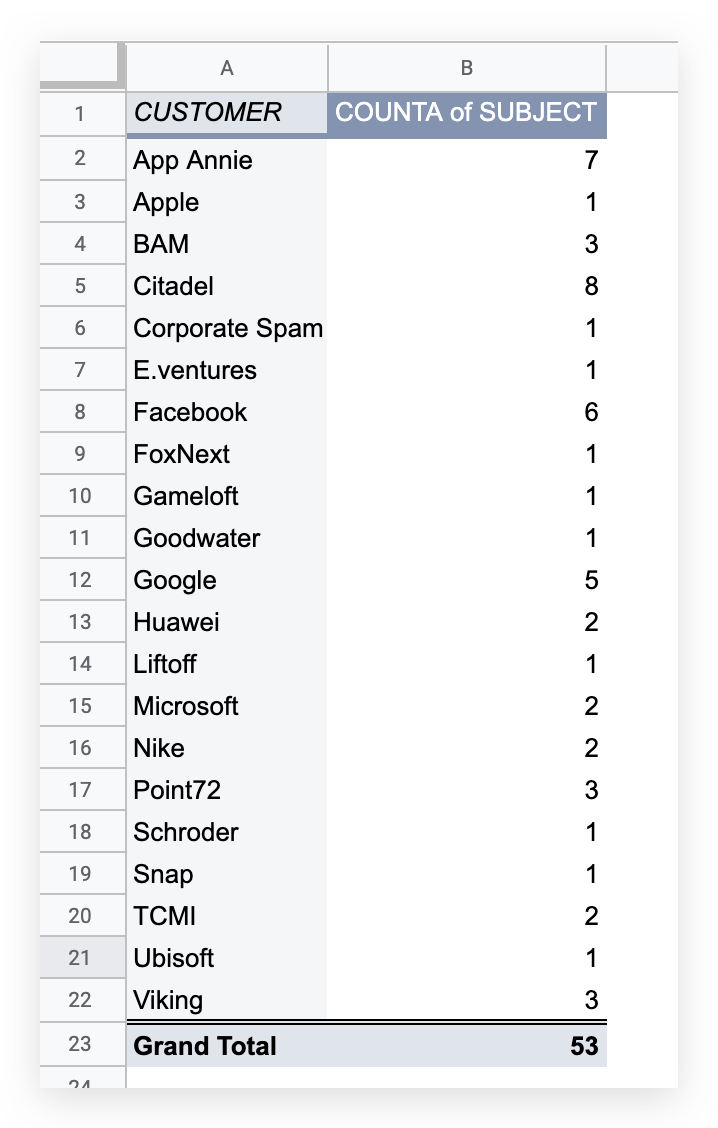 A B
1 CUSTOMER COUNTA of SUBJECT
2 App Annie 7
3 Apple 1
4 BAM 3
5 Citadel 8
6 Corporate Spam 1
7 E.ventures 1
8 Facebook 6
9 FoxNext 1
10 Gameloft 1
11 Goodwater 1
12 Google 5
13 Huawei 2
14 Liftoff 1
15 Microsoft 2
16 Nike 2
17 Point72 3
18 Schroder 1
19 Snap 1
20 TCMI 2
21 Ubisoft 1
22 Viking 3
23 Grand Total 53
24